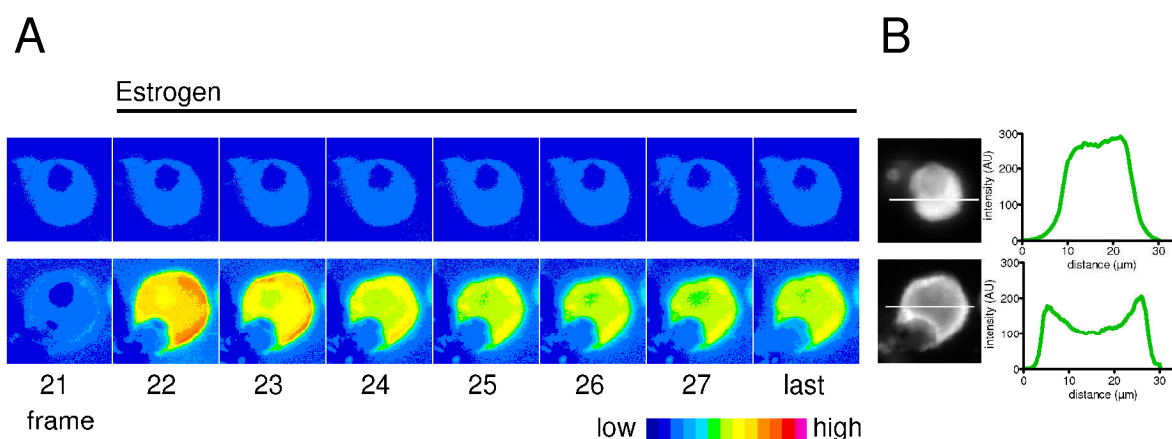 A
B
Estrogen
300
200
100
0
intensity (AU)
0 10 20 30
distance (µm)
300
200
100
0
intensity (AU)
0 10 20 30
distance (µm)
21 22 23 24 25 26 27 last
frame
low high